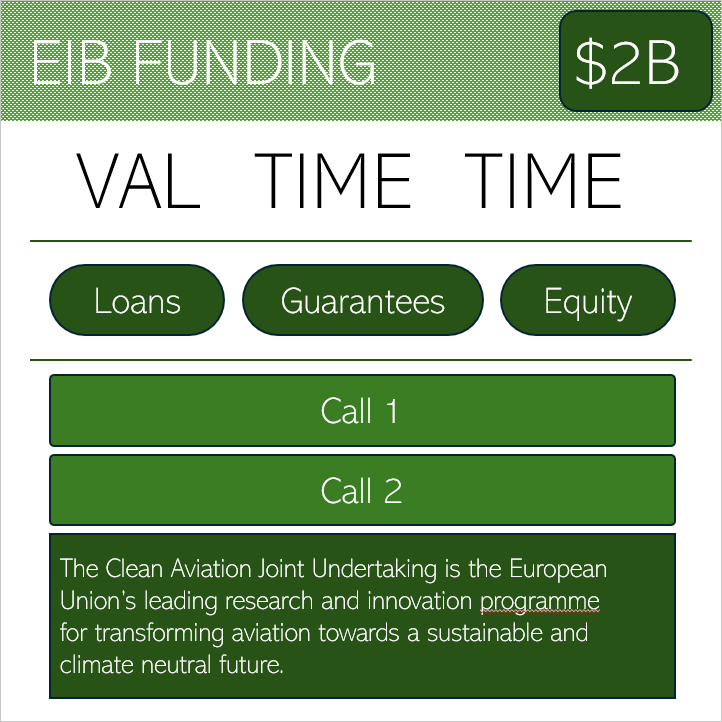 EIB FUNDING
$2B
VAL TIME TIME
Loans Guarantees Equity
Call 1
Call 2
The Clean Aviation Joint Undertaking is the European
Union's leading research and innovation programme
for transforming aviation towards a sustainable and
climate neutral future.